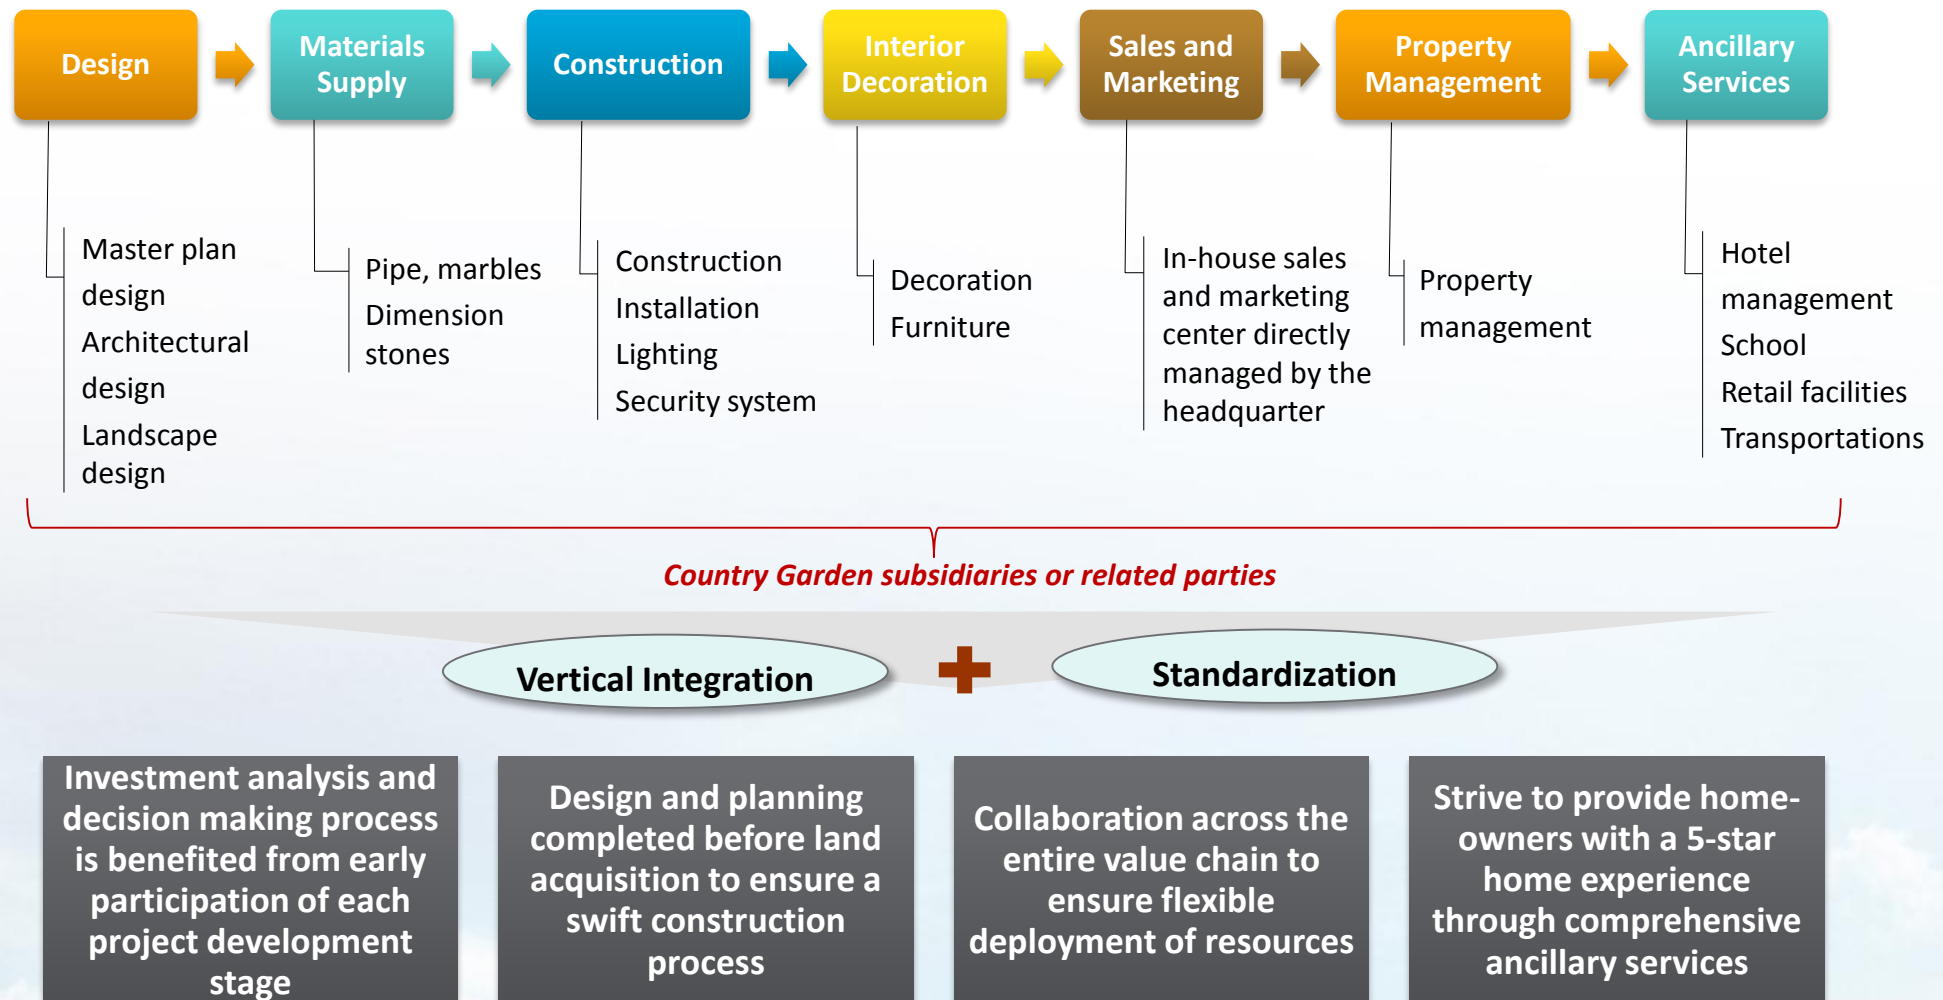 Design
Materials
Supply
Construction
Interior
Decoration
Sales and
Marketing
Property
Management
Ancillary
Services
Master plan
design
Architectural
design
Landscape
design
Pipe, marbles
Dimension
stones
Construction
Installation
Lighting
Security system
Decoration
Furniture
In-house sales
and marketing
center directly
managed by the
headquarter
Property
management
Hotel
management
School
Retail facilities
Transportations
Country Garden subsidiaries or related parties
Vertical Integration
Standardization
Investment analysis and
decision making process
is benefited from early
participation of each
project development
stage
Design and planning
completed before land
acquisition to ensure a
swift construction
process
Collaboration across the
entire value chain to
ensure flexible
deployment of resources
Strive to provide home-
owners with a 5-star
home experience
through comprehensive
ancillary services